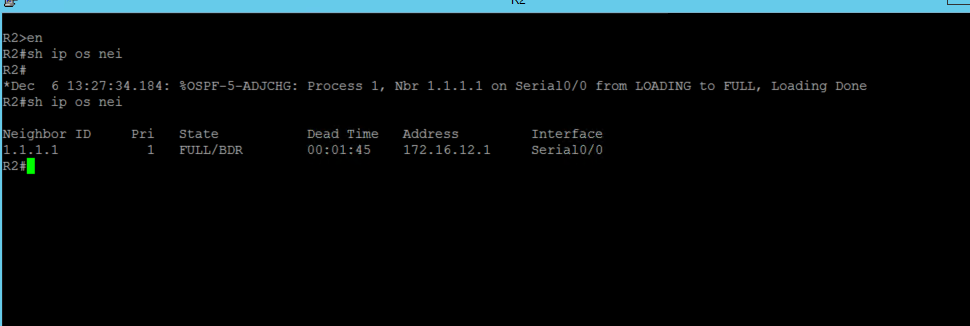 R2
R2>en
R2#sh ip os nei
R2#
*Dec  6 13:27:34.184: %OSPF-5-ADJCHG: Process 1, Nbr 1.1.1.1 on Serial0/0 from LOADING to FULL, Loading Done
R2#sh ip os nei
Neighbor ID     Pri   State           Dead Time   Address         Interface
1.1.1.1           1   FULL/BDR        00:01:45    172.16.12.1     Serial0/0
R2#